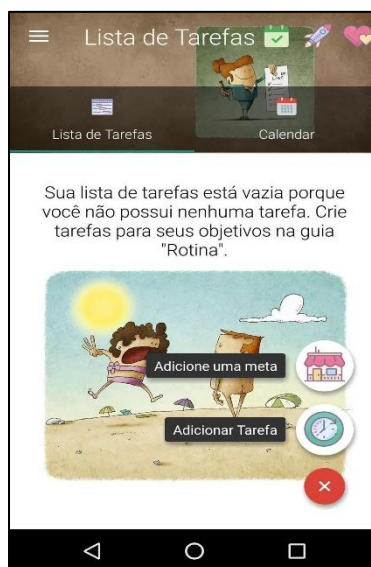 Lista de Tarefas
Lista de Tarefas
Calendar
Sua lista de tarefas está vazia porque
você não possui nenhuma tarefa. Crie
tarefas para seus objetivos na guia
"Rotina".
Adicione uma meta
Adicionar Tarefa